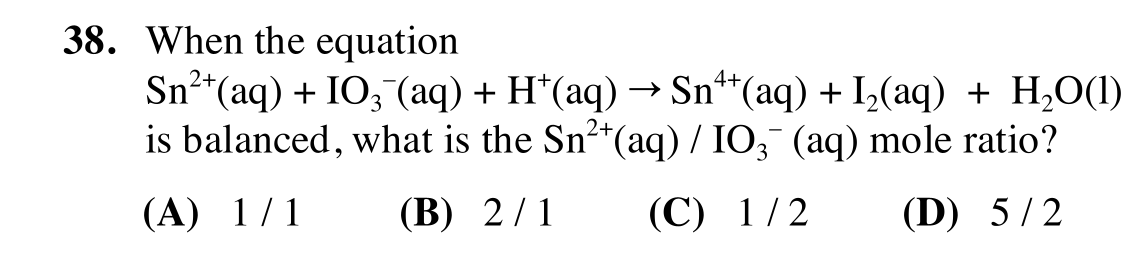 38. When the equation
Sn²⁺(aq) + IO₃⁻(aq) + H⁺(aq) → Sn⁴⁺(aq) + I₂(aq) + H₂O(l)
is balanced, what is the Sn²⁺(aq) / IO₃⁻ (aq) mole ratio?
(A) 1 / 1 (B) 2 / 1 (C) 1 / 2 (D) 5 / 2